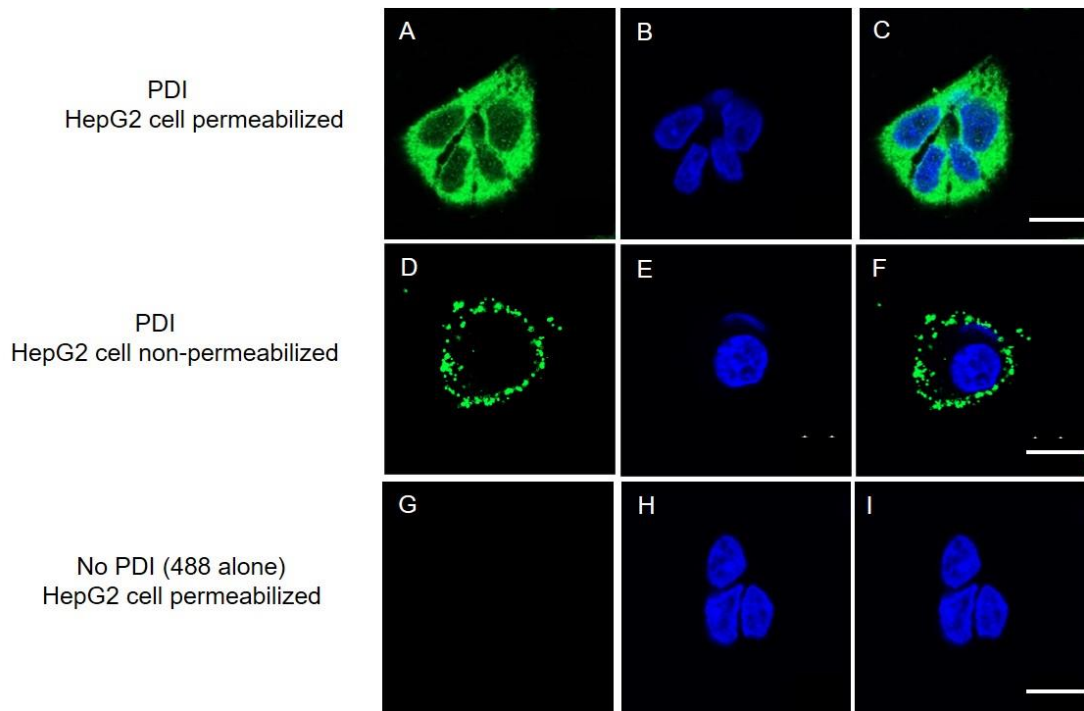 A
B
C
PDI
HepG2 cell permeabilized
D
E
F
PDI
HepG2 cell non-permeabilized
G
H
I
No PDI (488 alone)
HepG2 cell permeabilized